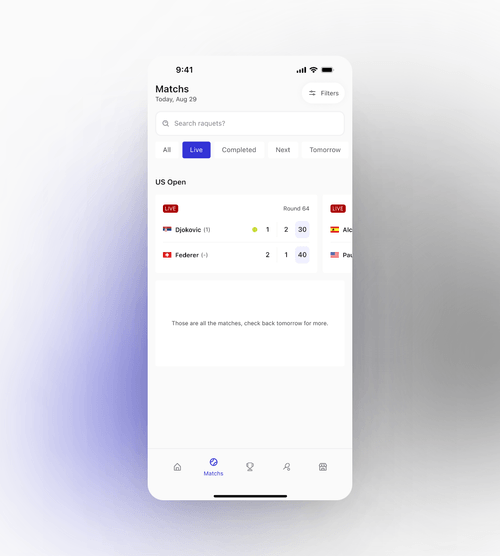 9:41
Matchs
Today, Aug 29
Filters
Search raquets?
All Live Completed Next Tomorrow
US Open
LIVE Round 64 LIVE
Djokovic (1) 1 2 30 Alc
Federer (-) 2 1 40 Pau
Those are all the matches, check back tomorrow for more.
Matchs